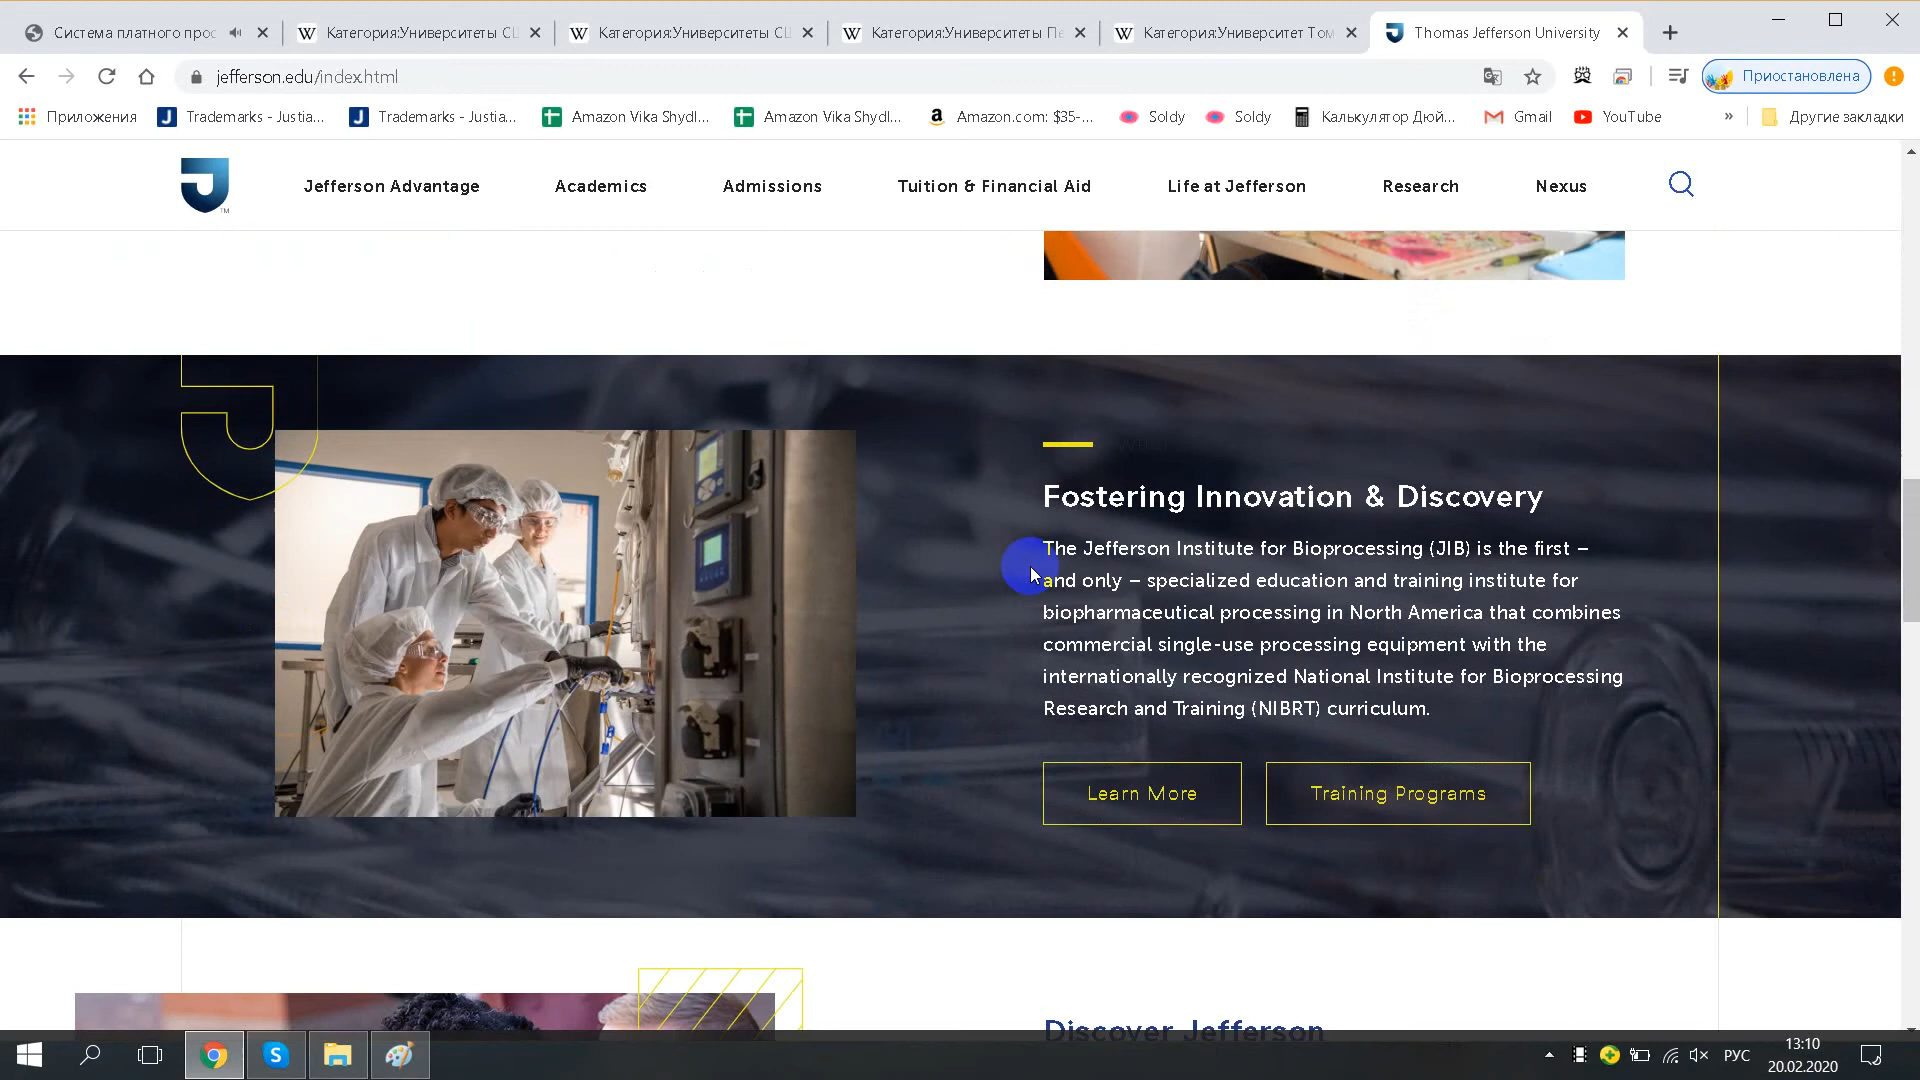 Система платного прос
Категория:Университеты СШ
Категория:Университеты СШ
Категория:Университеты Пе
Категория:Университет Том
Thomas Jefferson University
jefferson.edu/index.html
Приостановлена
Приложения
Trademarks - Justia...
Trademarks - Justia...
Amazon Vika Shydl...
Amazon Vika Shydl...
Amazon.com: $35-...
Soldy
Soldy
Калькулятор Дюй...
Gmail
YouTube
»
Другие закладки
Jefferson Advantage
Academics
Admissions
Tuition & Financial Aid
Life at Jefferson
Research
Nexus
TM
Fostering Innovation & Discovery
The Jefferson Institute for Bioprocessing (JIB) is the first –
and only – specialized education and training institute for
biopharmaceutical processing in North America that combines
commercial single-use processing equipment with the
internationally recognized National Institute for Bioprocessing
Research and Training (NIBRT) curriculum.
Learn More
Training Programs
Discover Jefferson
РУС
13:10
20.02.2020